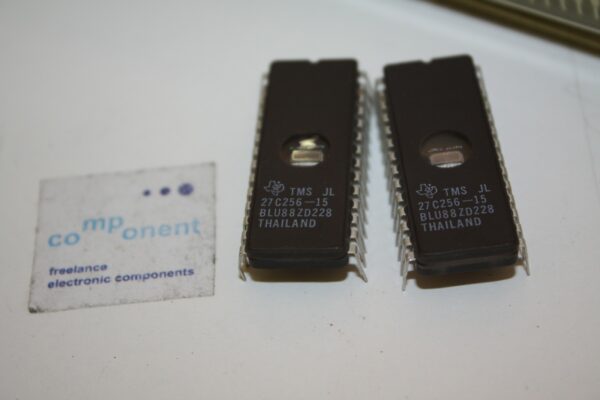 component
freelance
electronic components
TMS JL
27C256-15
BLU88ZD228
THAILAND
TMS JL
27C256-15
BLU88ZD228
THAILAND